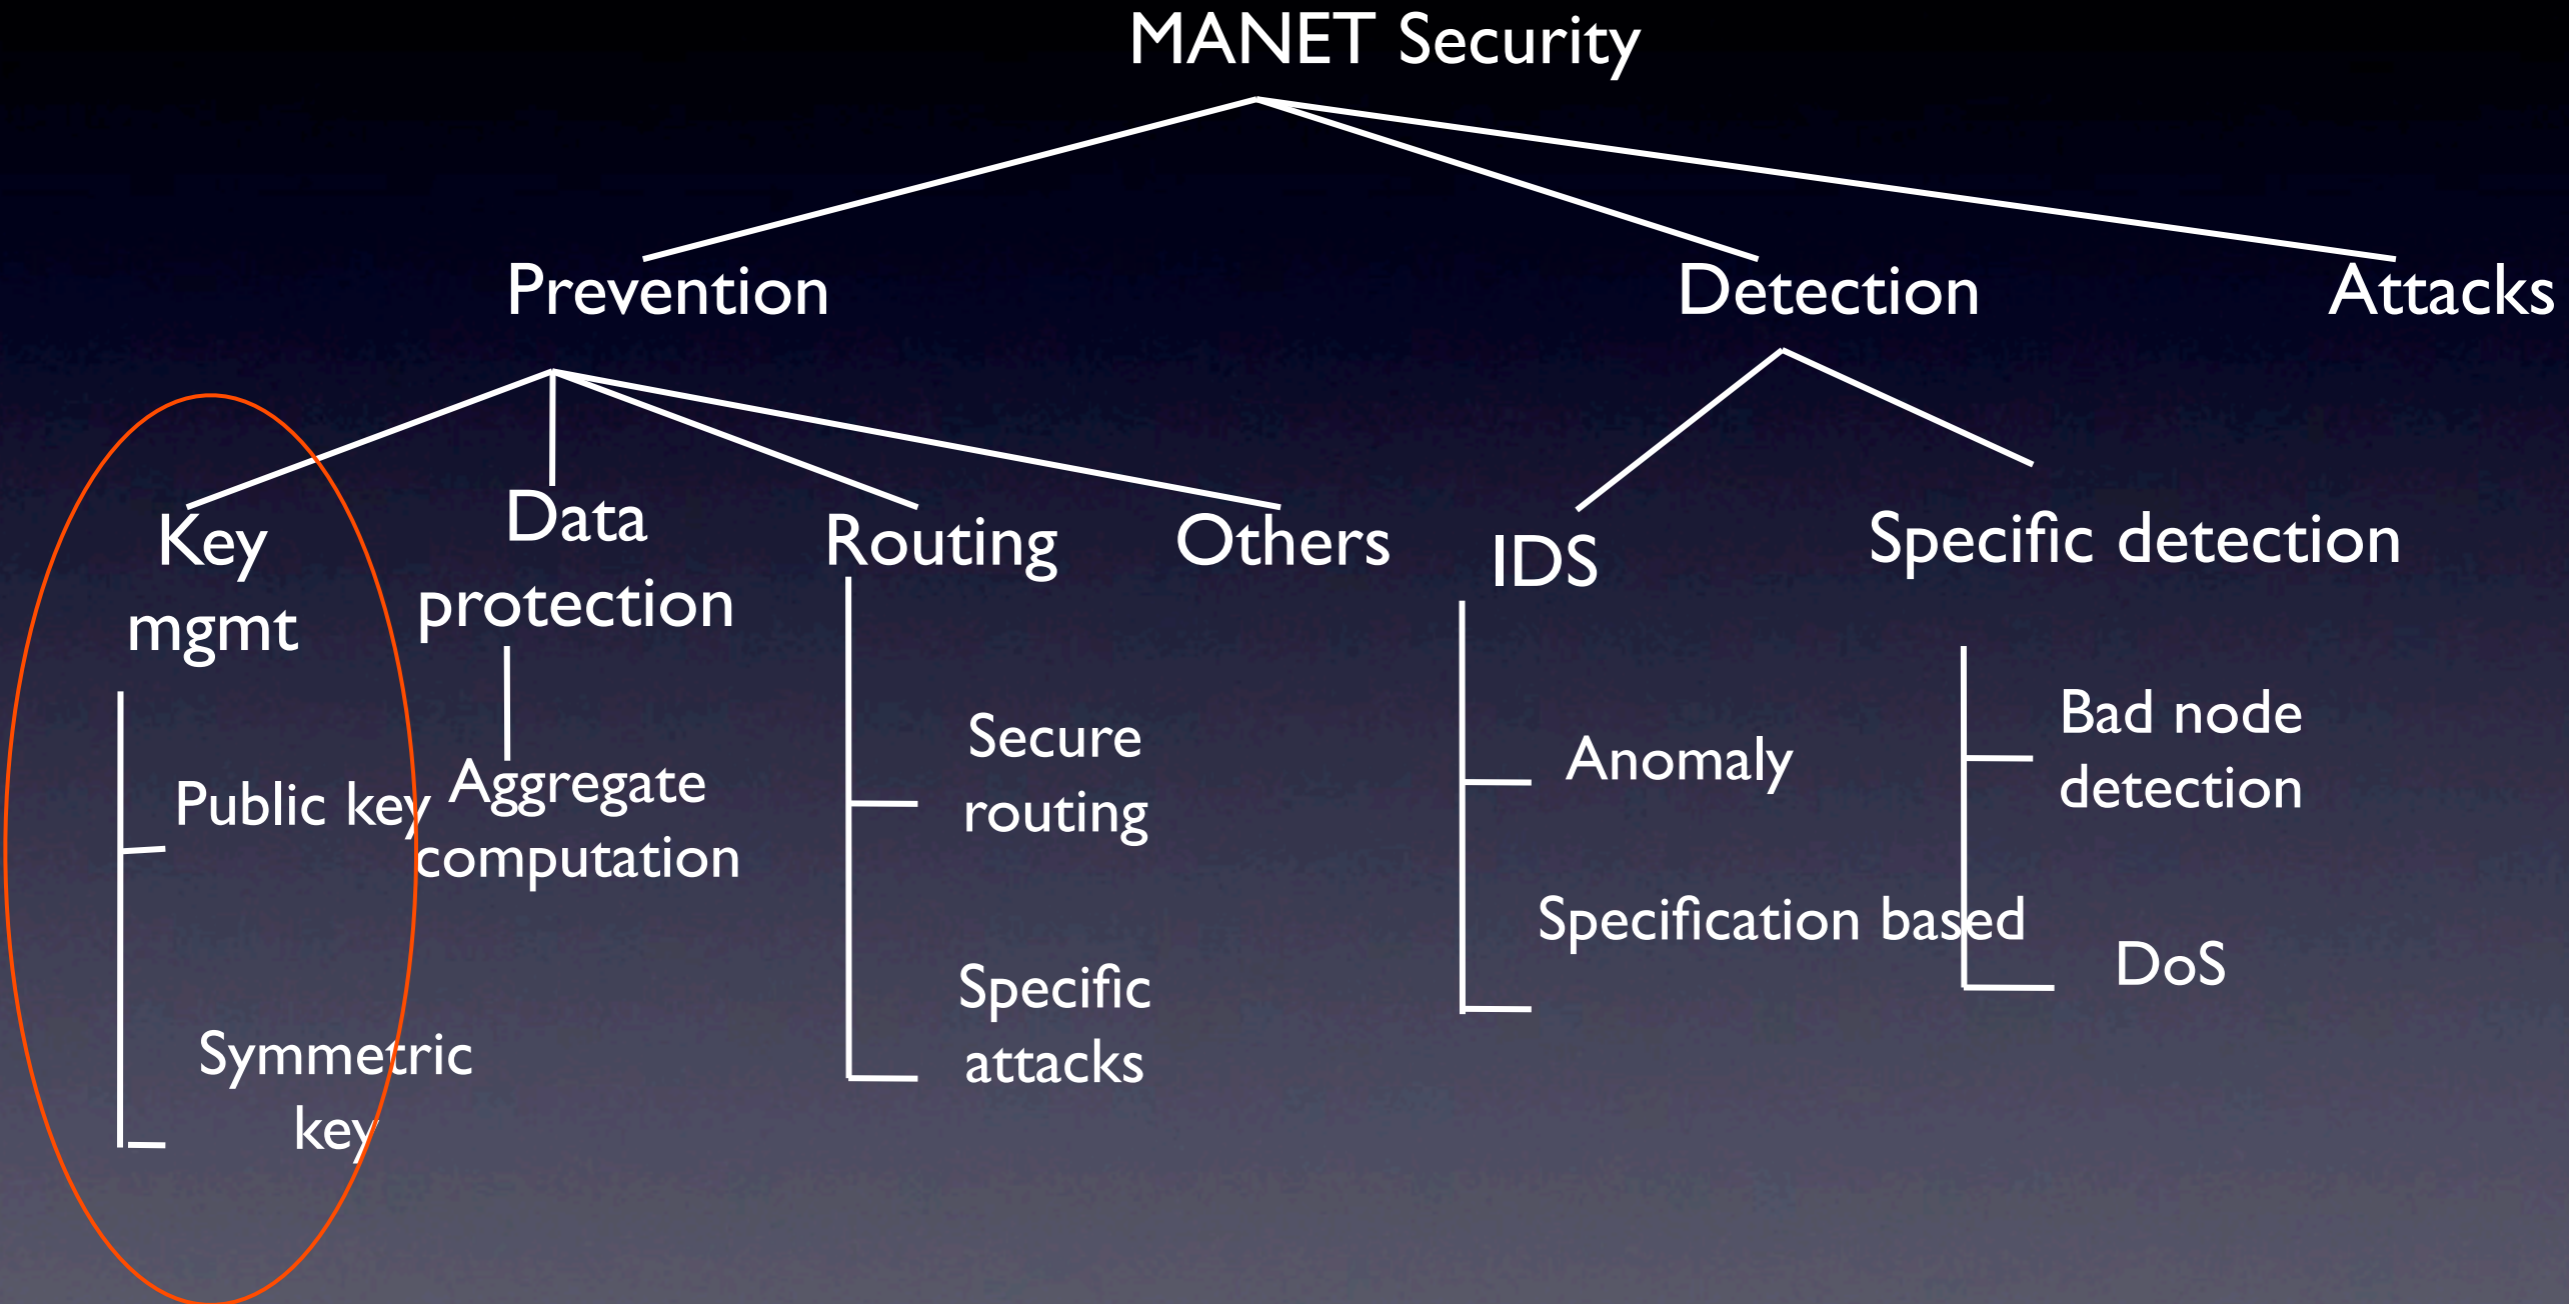 MANET Security
Prevention
Detection
Attacks
Key
mgmt
Data
protection
Routing
Others
IDS
Specific detection
Public key
Symmetric
key
Aggregate
computation
Secure
routing
Specific
attacks
Anomaly
Specification based
Bad node
detection
DoS